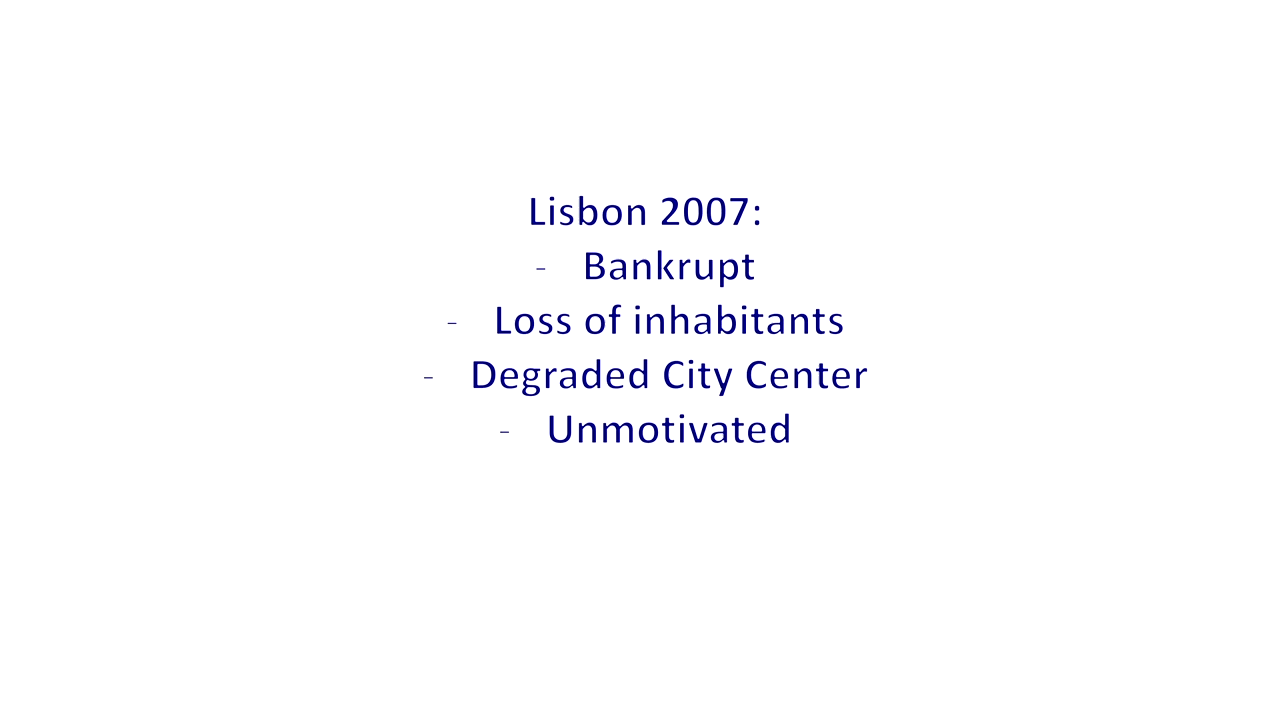 Lisbon 2007:
- Bankrupt
- Loss of inhabitants
- Degraded City Center
- Unmotivated